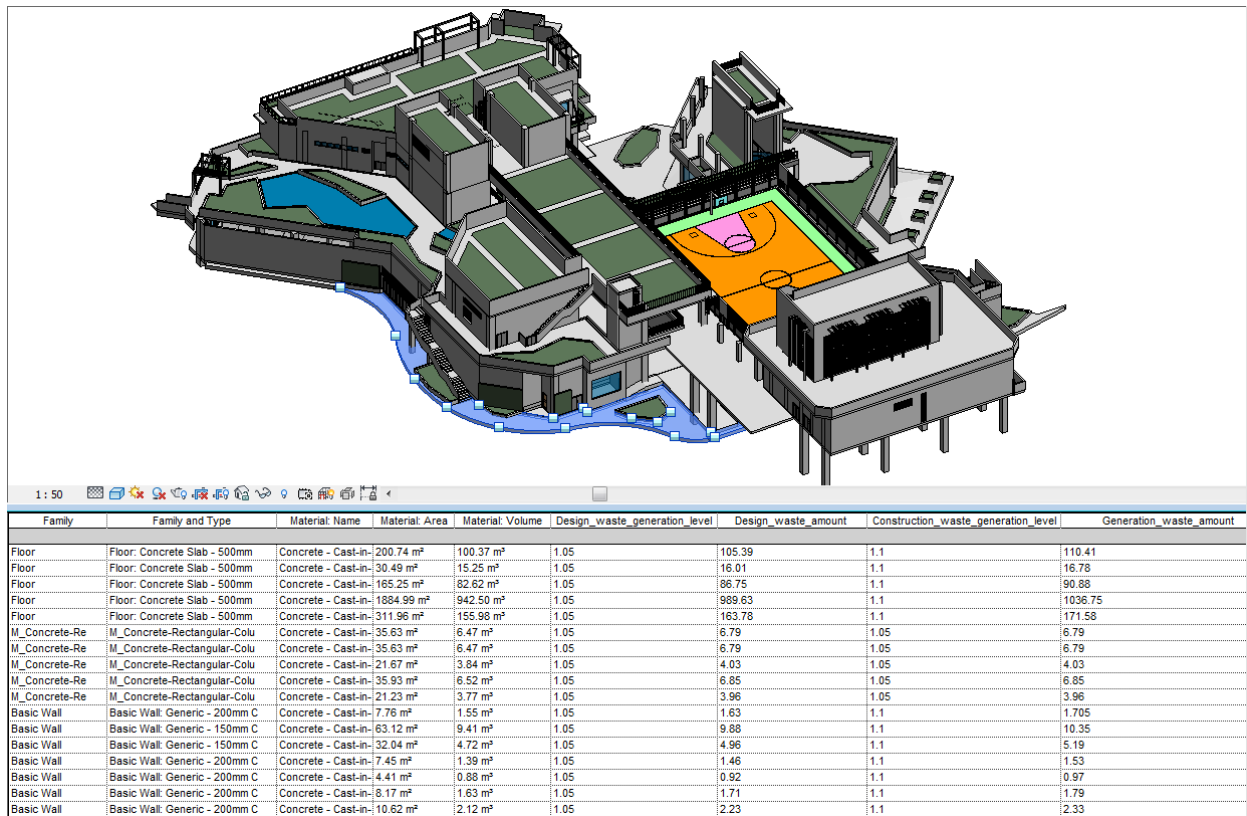 1 : 50
Family Family and Type Material: Name Material: Area Material: Volume Design_waste_generation_level Design_waste_amount Construction_waste_generation_level Generation_waste_amount
Floor Floor: Concrete Slab - 500mm Concrete - Cast-in- 200.74 m² 100.37 m³ 1.05 105.39 1.1 110.41
Floor Floor: Concrete Slab - 500mm Concrete - Cast-in- 30.49 m² 15.25 m³ 1.05 16.01 1.1 16.78
Floor Floor: Concrete Slab - 500mm Concrete - Cast-in- 165.25 m² 82.62 m³ 1.05 86.75 1.1 90.88
Floor Floor: Concrete Slab - 500mm Concrete - Cast-in- 1884.99 m² 942.50 m³ 1.05 989.63 1.1 1036.75
Floor Floor: Concrete Slab - 500mm Concrete - Cast-in- 311.96 m² 155.98 m³ 1.05 163.78 1.1 171.58
M_Concrete-Re M_Concrete-Rectangular-Colu Concrete - Cast-in- 35.63 m² 6.47 m³ 1.05 6.79 1.05 6.79
M_Concrete-Re M_Concrete-Rectangular-Colu Concrete - Cast-in- 35.63 m² 6.47 m³ 1.05 6.79 1.05 6.79
M_Concrete-Re M_Concrete-Rectangular-Colu Concrete - Cast-in- 21.67 m² 3.84 m³ 1.05 4.03 1.05 4.03
M_Concrete-Re M_Concrete-Rectangular-Colu Concrete - Cast-in- 35.93 m² 6.52 m³ 1.05 6.85 1.05 6.85
M_Concrete-Re M_Concrete-Rectangular-Colu Concrete - Cast-in- 21.23 m² 3.77 m³ 1.05 3.96 1.05 3.96
Basic Wall Basic Wall: Generic - 200mm C Concrete - Cast-in- 7.76 m² 1.55 m³ 1.05 1.63 1.1 1.705
Basic Wall Basic Wall: Generic - 150mm C Concrete - Cast-in- 63.12 m² 9.41 m³ 1.05 9.88 1.1 10.35
Basic Wall Basic Wall: Generic - 150mm C Concrete - Cast-in- 32.04 m² 4.72 m³ 1.05 4.96 1.1 5.19
Basic Wall Basic Wall: Generic - 200mm C Concrete - Cast-in- 7.45 m² 1.39 m³ 1.05 1.46 1.1 1.53
Basic Wall Basic Wall: Generic - 200mm C Concrete - Cast-in- 4.41 m² 0.88 m³ 1.05 0.92 1.1 0.97
Basic Wall Basic Wall: Generic - 200mm C Concrete - Cast-in- 8.17 m² 1.63 m³ 1.05 1.71 1.1 1.79
Basic Wall Basic Wall: Generic - 200mm C Concrete - Cast-in- 10.62 m² 2.12 m³ 1.05 2.23 1.1 2.33